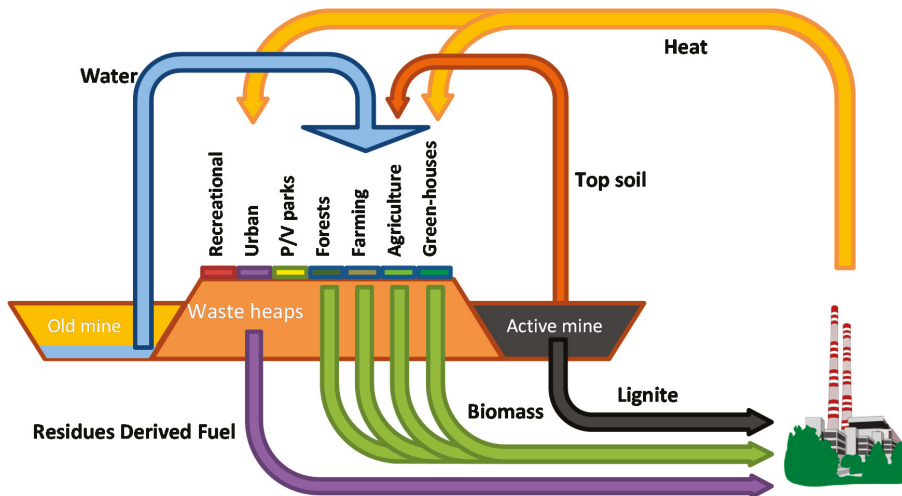 Heat
Water
Top soil
Recreational
Urban
P/V parks
Forests
Farming
Agriculture
Green-houses
Old mine
Waste heaps
Active mine
Lignite
Biomass
Residues Derived Fuel